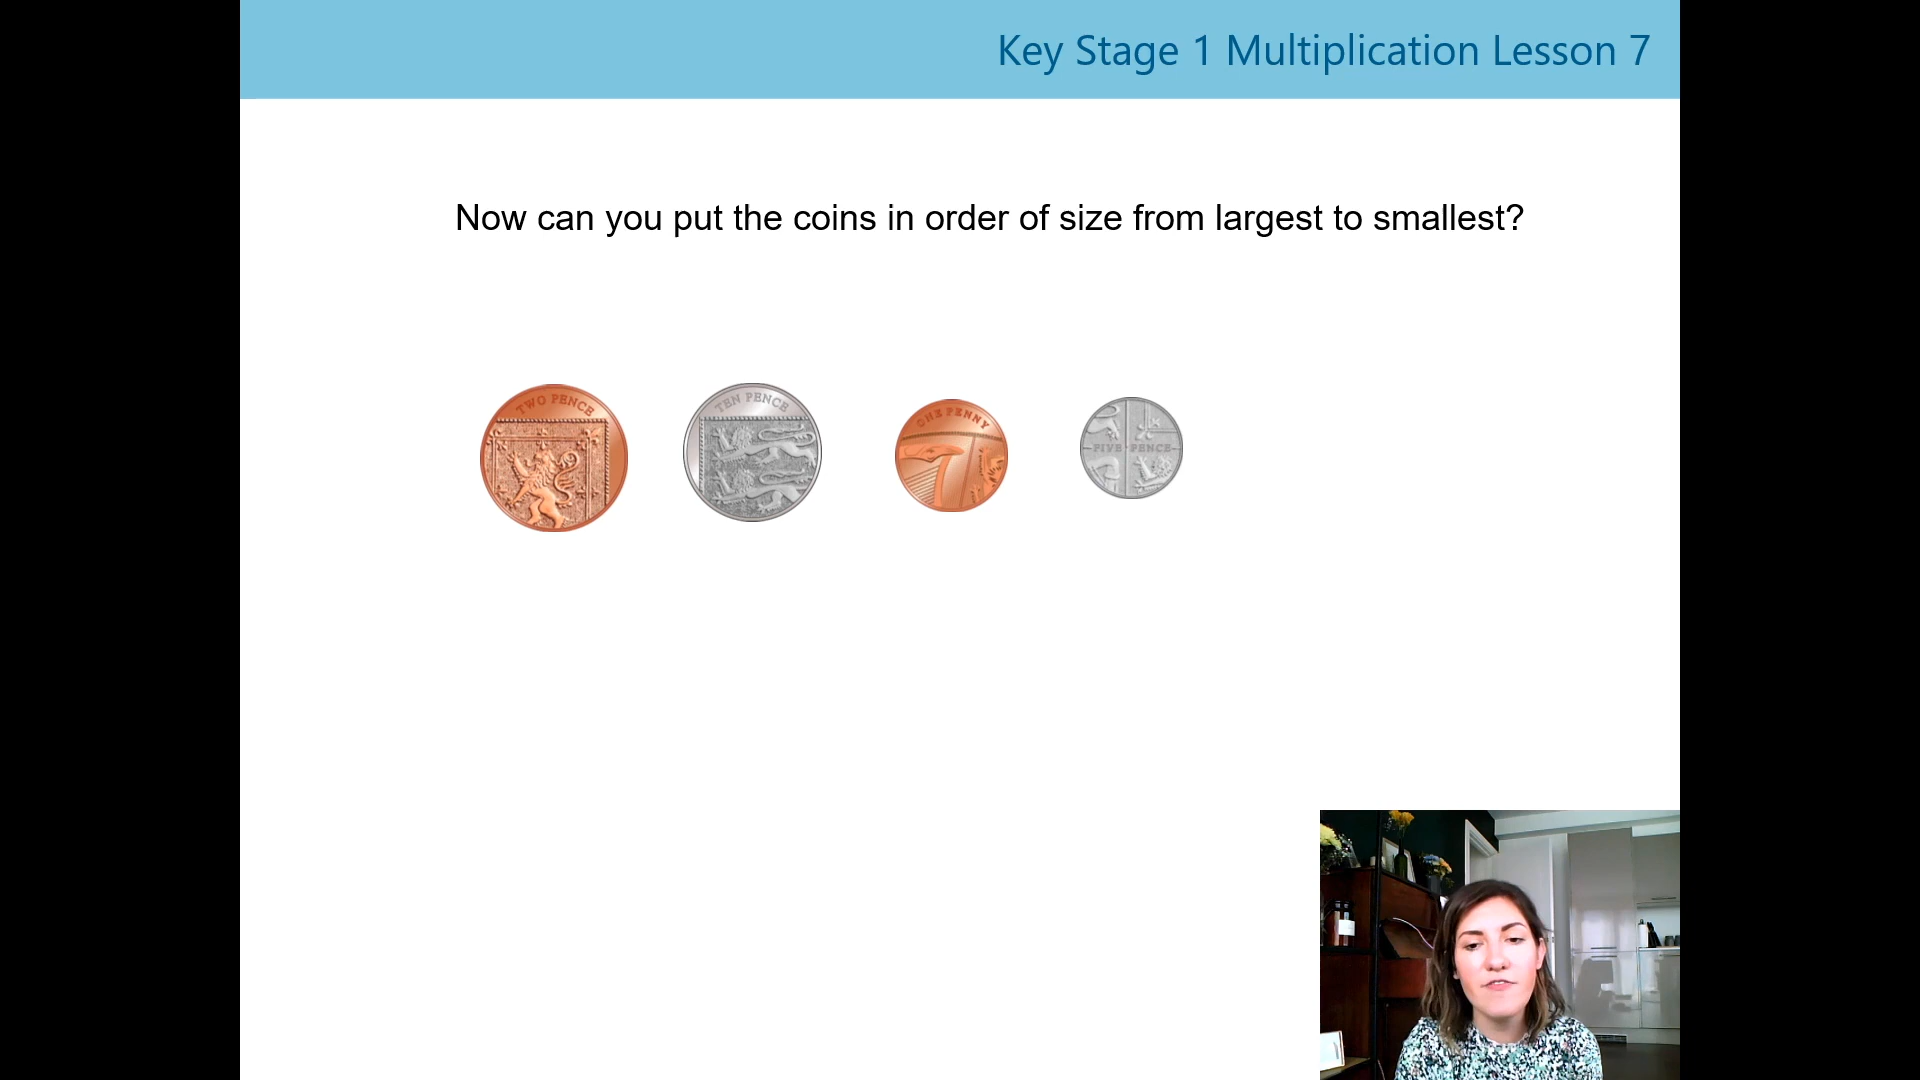 Key Stage 1 Multiplication Lesson 7
Now can you put the coins in order of size from largest to smallest?
TWO PENCE
TEN PENCE
ONE PENNY
FIVE PENCE